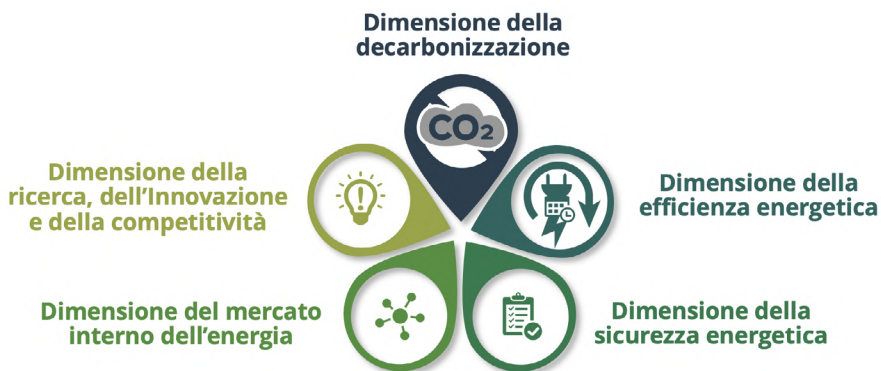 Dimensione della
decarbonizzazione
CO2
Dimensione della
ricerca, dell’Innovazione
e della competitività
Dimensione della
efficienza energetica
Dimensione del mercato
interno dell’energia
Dimensione della
sicurezza energetica